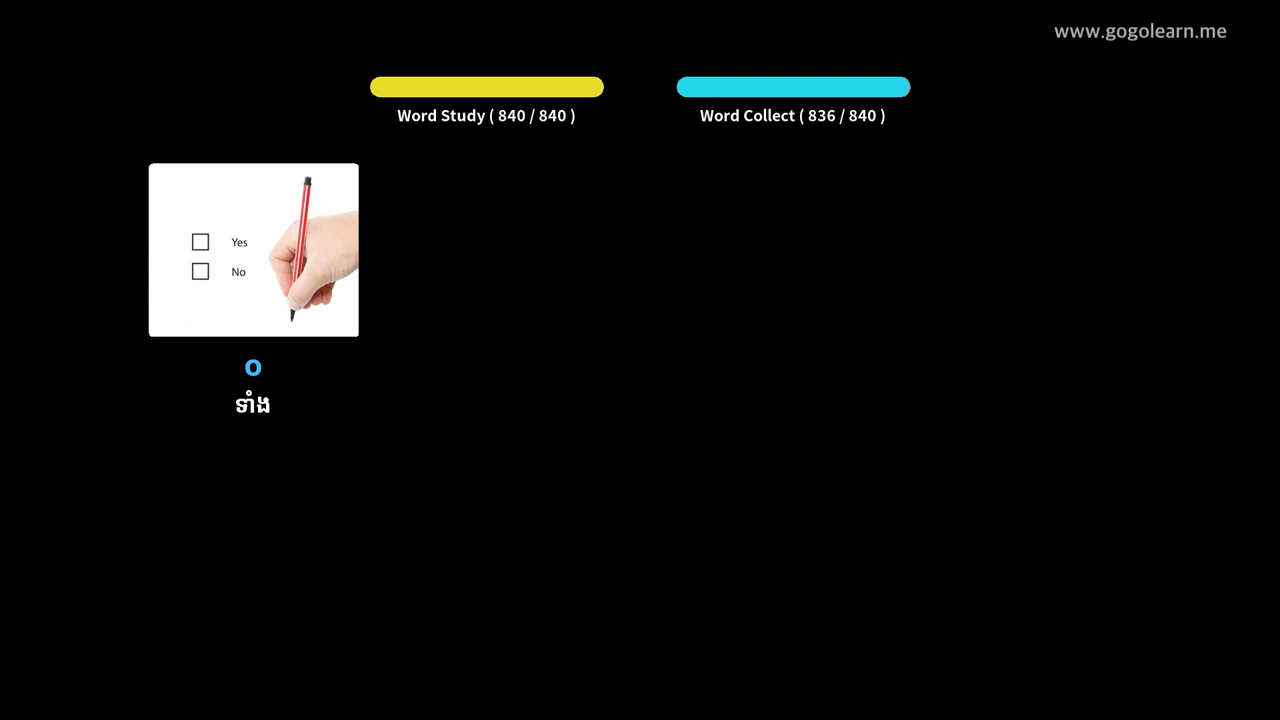 www.gogolearn.me
Word Study ( 840 / 840 )
Word Collect ( 836 / 840 )
Yes
No
o
ទាំង